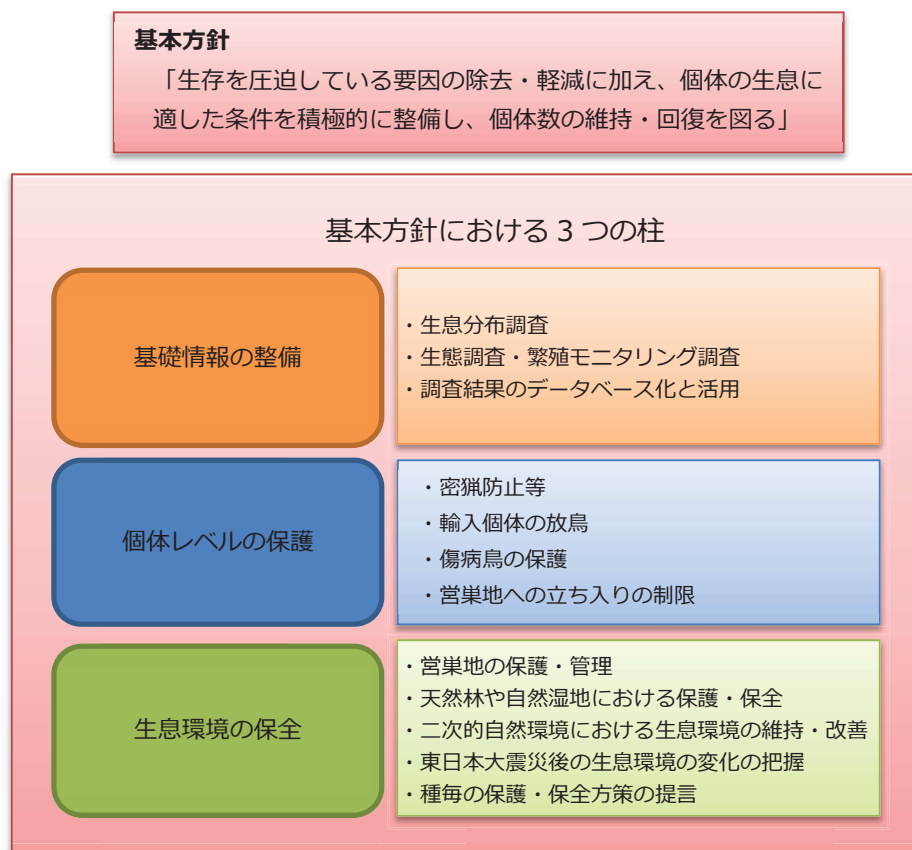 基本方針
「生存を圧迫している要因の除去・軽減に加え、個体の生息に
適した条件を積極的に整備し、個体数の維持・回復を図る」
基本方針における3つの柱
基礎情報の整備
・生息分布調査
・生態調査・繁殖モニタリング調査
・調査結果のデータベース化と活用
個体レベルの保護
・密猟防止等
・輸入個体の放鳥
・傷病鳥の保護
・営巣地への立ち入りの制限
生息環境の保全
・営巣地の保護・管理
・天然林や自然湿地における保護・保全
・二次的自然環境における生息環境の維持・改善
・東日本大震災後の生息環境の変化の把握
・種毎の保護・保全方策の提言